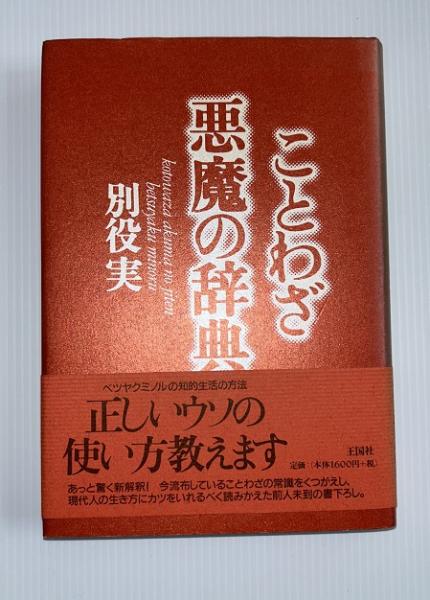 ことわざ
悪魔の辞典
kotowaza akuma no jiten
betsuyaku minoru
別役実
ベツヤクミノルの知的生活の方法
正しいウソの
使い方教えます
王国社
定価:(本体1600円+税)
あっと驚く新解釈! 今流布していることわざの常識をくつがえし、
現代人の生き方にカツをいれるべく読みかえた前人未到の書下ろし。